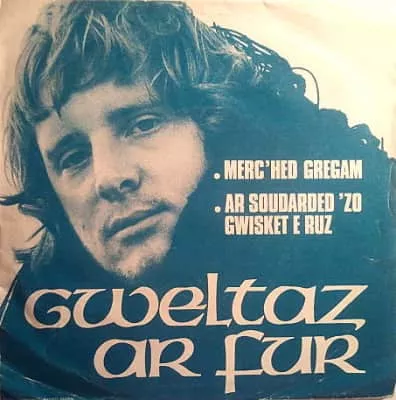 . MERC'HED GREGAM
. AR SOUDARDED 'ZO
GWISKET E RUZ
GWELTAZ
AR FUR